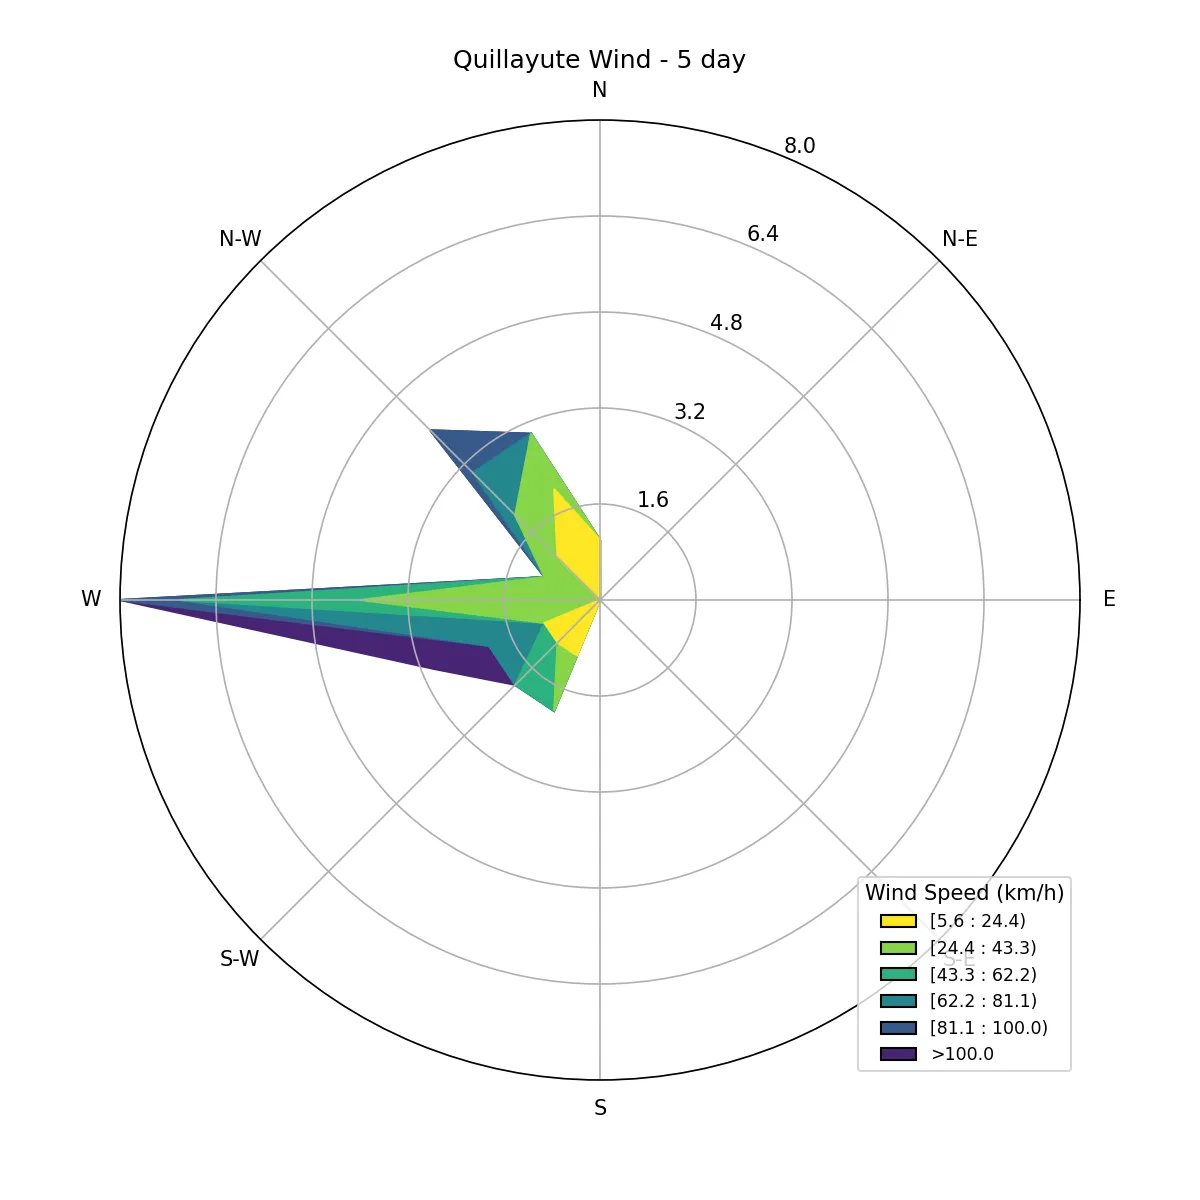 Quillayute Wind - 5 day
N
8.0
N-W
6.4
N-E
4.8
3.2
1.6
W
E
S-W
S-E
S
Wind Speed (km/h)
[5.6 : 24.4)
[24.4 : 43.3)
[43.3 : 62.2)
[62.2 : 81.1)
[81.1 : 100.0)
>100.0